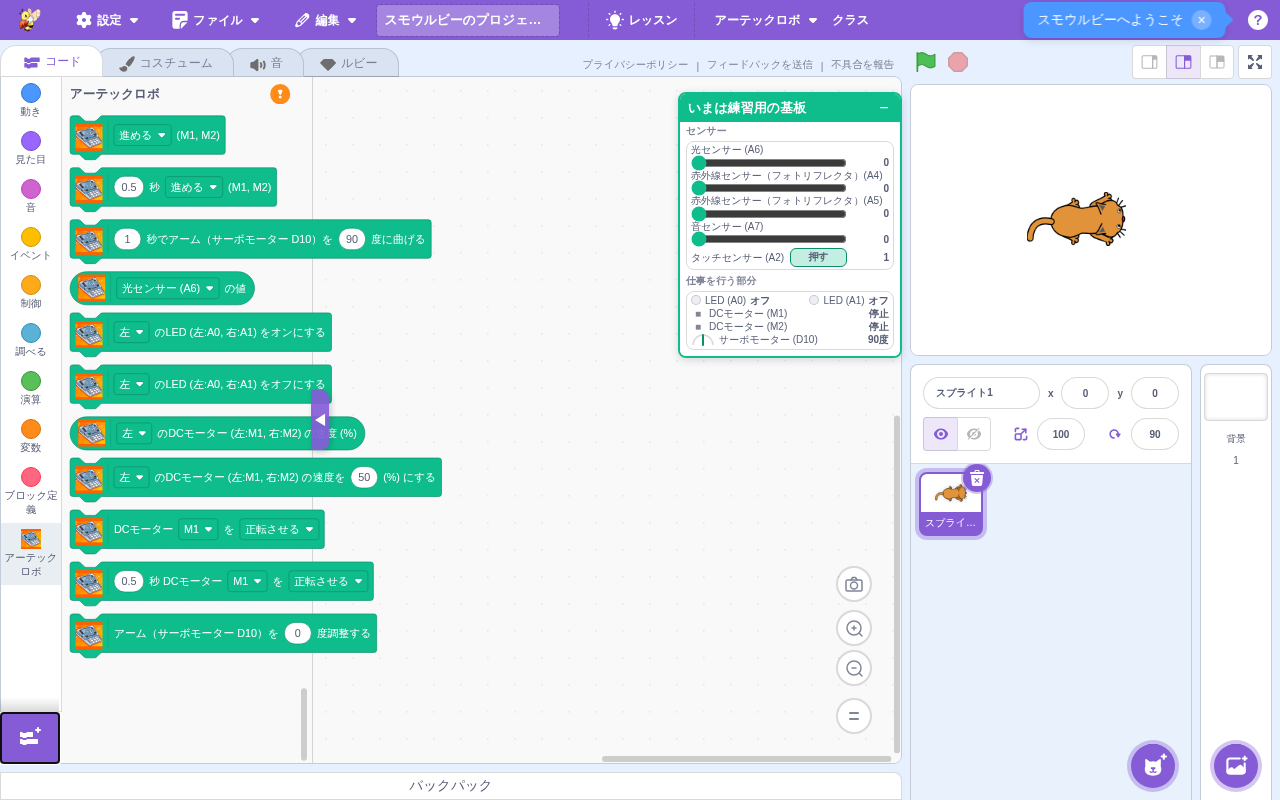 設定
ファイル
編集
スモウルビーのプロジェ…
レッスン
アーテックロボ
クラス
スモウルビーへようこそ ×
?
コード
コスチューム
音
ルビー
プライバシーポリシー | フィードバックを送信 | 不具合を報告
動き
見た目
音
イベント
制御
調べる
演算
変数
ブロック定義
アーテックロボ
アーテックロボ
進める (M1, M2)
0.5 秒 進める (M1, M2)
1 秒でアーム（サーボモーター D10）を 90 度に曲げる
光センサー (A6) の値
左 のLED (左:A0, 右:A1) をオンにする
左 のLED (左:A0, 右:A1) をオフにする
左 のDCモーター (左:M1, 右:M2) の 度 (%)
左 のDCモーター (左:M1, 右:M2) の速度を 50 (%) にする
DCモーター M1 を 正転させる
0.5 秒 DCモーター M1 を 正転させる
アーム（サーボモーター D10）を 0 度調整する
いまは練習用の基板 −
センサー
光センサー (A6)
0
赤外線センサー（フォトリフレクタ）(A4)
0
赤外線センサー（フォトリフレクタ）(A5)
0
音センサー (A7)
0
タッチセンサー (A2) 押す 1
仕事を行う部分
LED (A0) オフ LED (A1) オフ
DCモーター (M1) 停止
DCモーター (M2) 停止
サーボモーター (D10) 90度
スプライト1 x 0 y 0
100 90
スプライ…
背景
1
バックパック